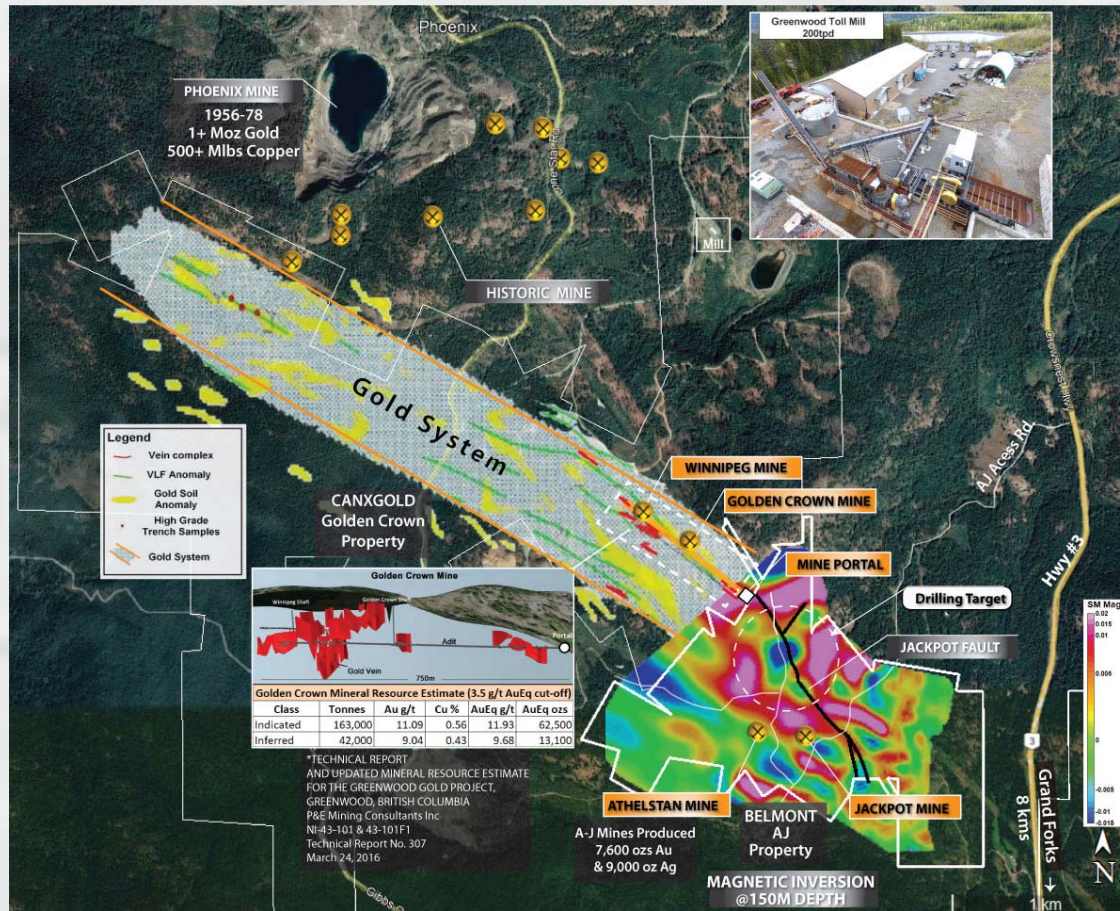 Phoenix
PHOENIX MINE
1956-78
1+ Moz Gold
500+ Mlbs Copper
Greenwood Toll Mill
200tpd
Mill
HISTORIC MINE
Gold System
Legend
Vein complex
VLF Anomaly
Gold Soil
Anomaly
High Grade
Trench Samples
Gold System
CANXGOLD
Golden Crown
Property
WINNIPEG MINE
GOLDEN CROWN MINE
MINE PORTAL
Drilling Target
JACKPOT FAULT
AJ Acess Rd
Crowsnest Hwy
Hwy #3
3
Golden Crown Mine
Winnipeg Shaft
Golden Crown Shaft
Adit
Portal
Gold Vein
750m
Golden Crown Mineral Resource Estimate (3.5 g/t AuEq cut-off)
Class Tonnes Au g/t Cu % AuEq g/t AuEq ozs
Indicated 163,000 11.09 0.56 11.93 62,500
Inferred 42,000 9.04 0.43 9.68 13,100
*TECHNICAL REPORT
AND UPDATED MINERAL RESOURCE ESTIMATE
FOR THE GREENWOOD GOLD PROJECT,
GREENWOOD, BRITISH COLUMBIA
P&E Mining Consultants Inc
NI-43-101 & 43-101F1
Technical Report No. 307
March 24, 2016
ATHELSTAN MINE
A-J Mines Produced
7,600 ozs Au
& 9,000 oz Ag
BELMONT
AJ
Property
JACKPOT MINE
MAGNETIC INVERSION
@150M DEPTH
SM Mag
0.02
0.015
0.005
0
-0.005
-0.01
-0.015
Grand Forks
8 kms
N
1 km